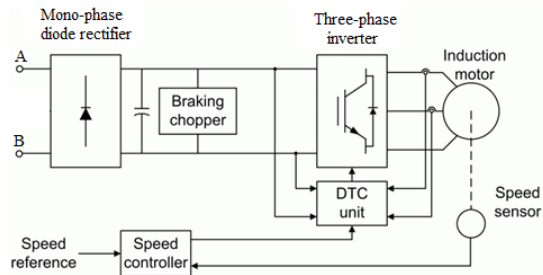 Mono-phase
diode rectifier
Three-phase
inverter
Induction
motor
A
B
Braking
chopper
DTC
unit
Speed
sensor
Speed
reference
Speed
controller